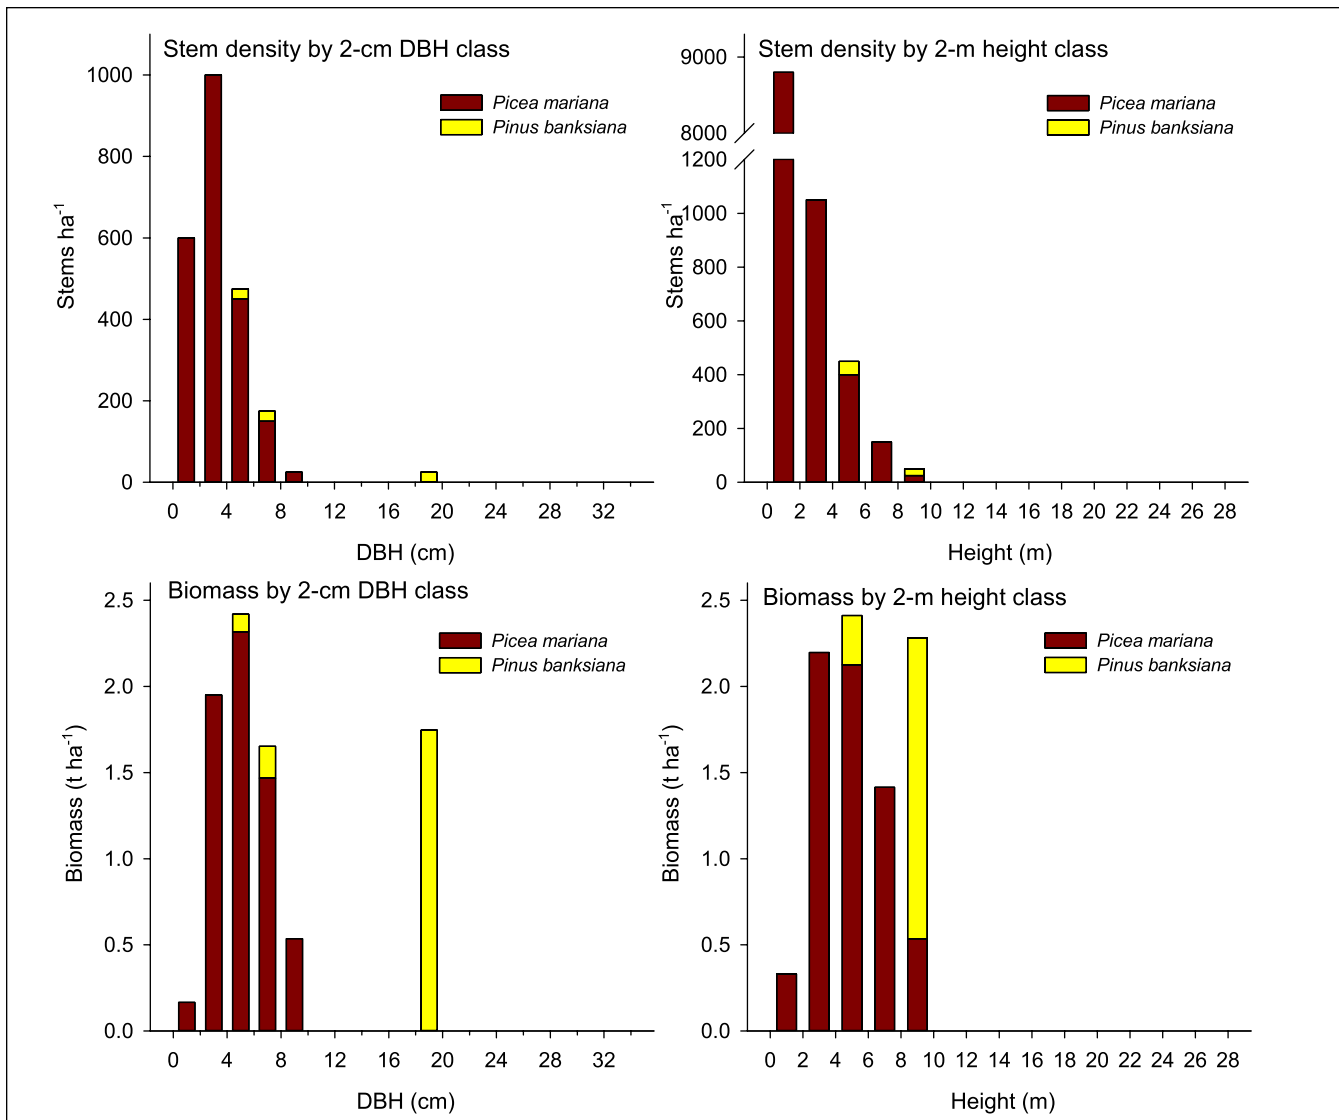 Stem density by 2-cm DBH class
Picea mariana
Pinus banksiana
1000
800
600
400
200
0
Stems ha-1
0 4 8 12 16 20 24 28 32
DBH (cm)
Stem density by 2-m height class
Picea mariana
Pinus banksiana
9000
8000
1200
1000
800
600
400
200
0
Stems ha-1
0 2 4 6 8 10 12 14 16 18 20 22 24 26 28
Height (m)
Biomass by 2-cm DBH class
Picea mariana
Pinus banksiana
2.5
2.0
1.5
1.0
0.5
0.0
Biomass (t ha-1)
0 4 8 12 16 20 24 28 32
DBH (cm)
Biomass by 2-m height class
Picea mariana
Pinus banksiana
2.5
2.0
1.5
1.0
0.5
0.0
Biomass (t ha-1)
0 2 4 6 8 10 12 14 16 18 20 22 24 26 28
Height (m)